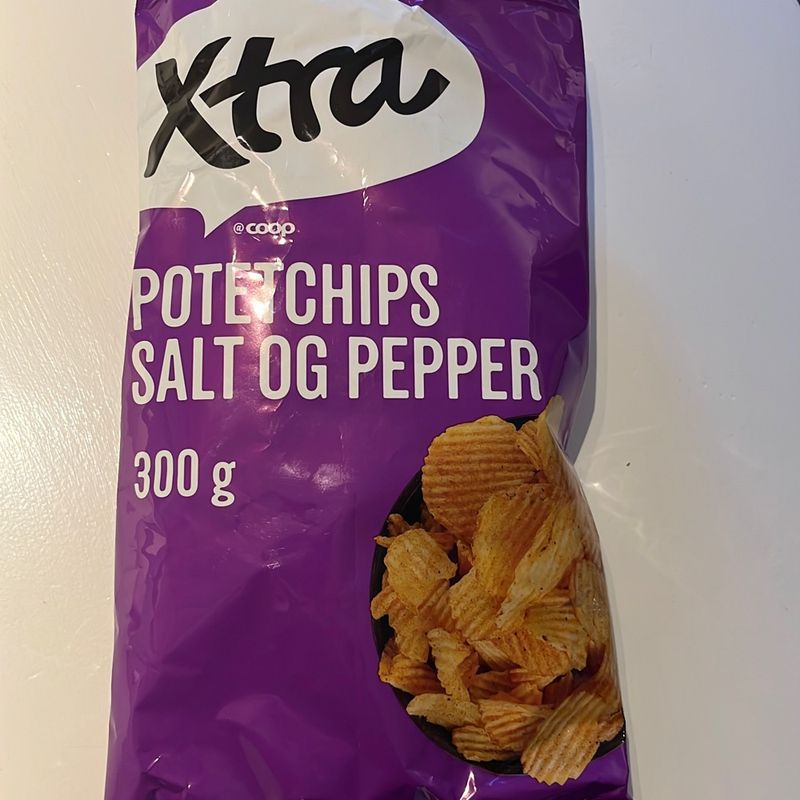 Xtra
@coop
POTETCHIPS
SALT OG PEPPER
300 g